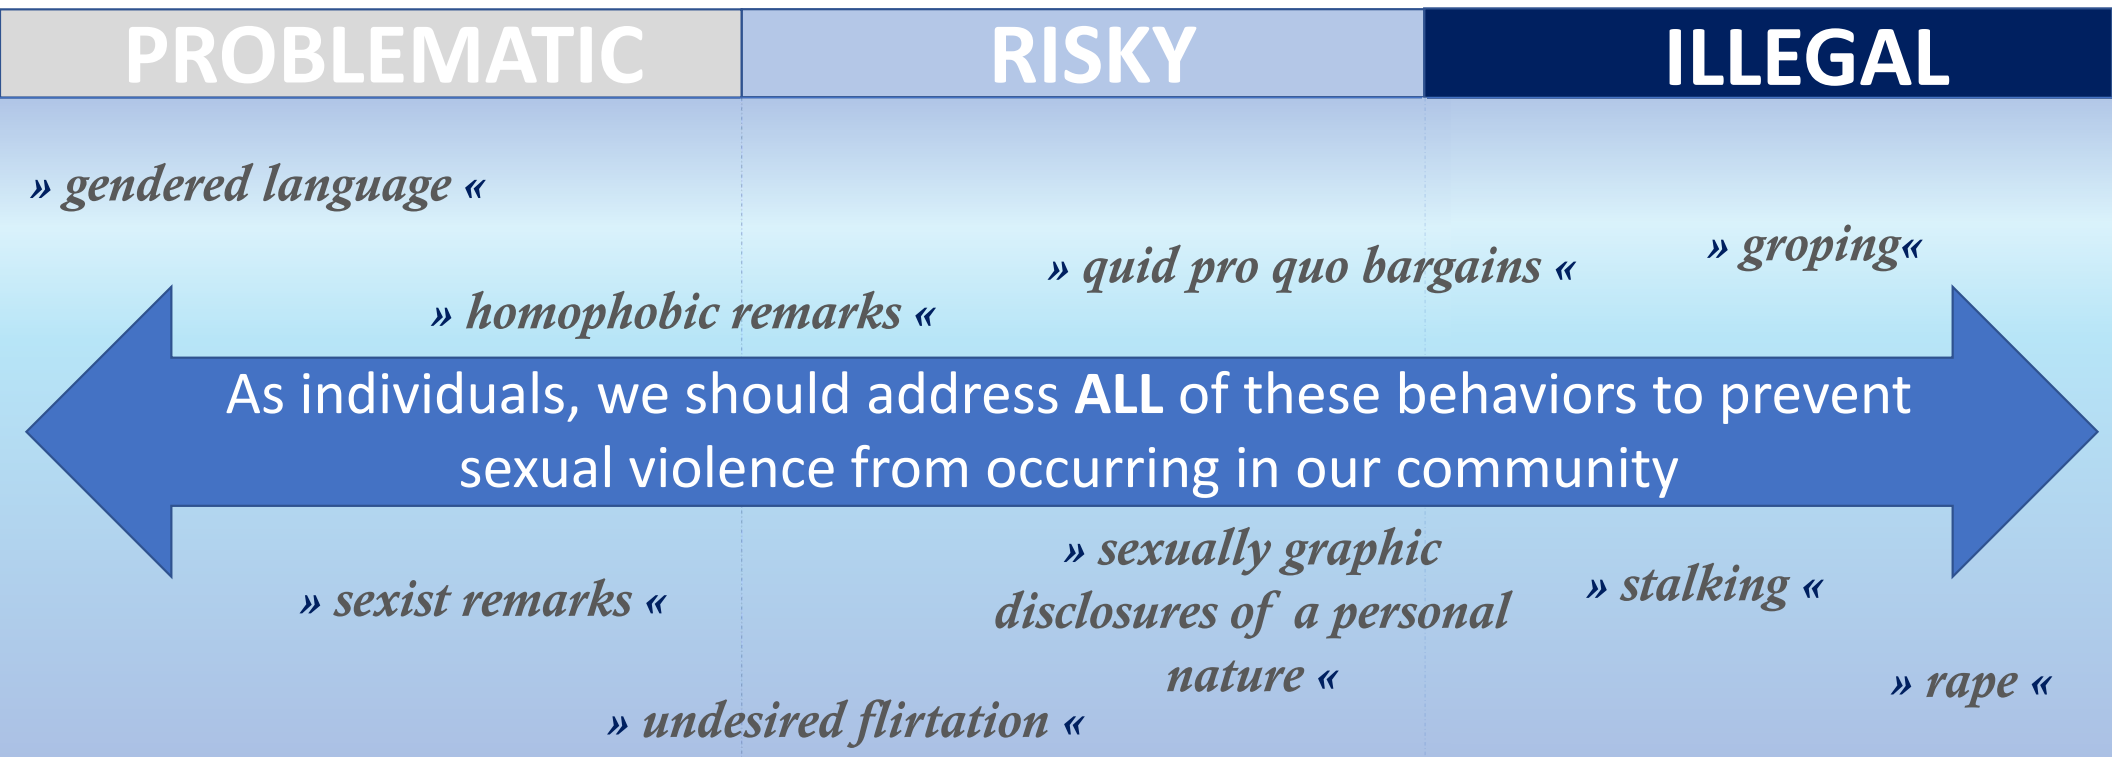 PROBLEMATIC
RISKY
ILLEGAL
» gendered language «
» groping«
» quid pro quo bargains «
» homophobic remarks «
As individuals, we should address ALL of these behaviors to prevent
sexual violence from occurring in our community
» sexually graphic
disclosures of a personal
nature «
» stalking «
» sexist remarks «
» rape «
» undesired flirtation «